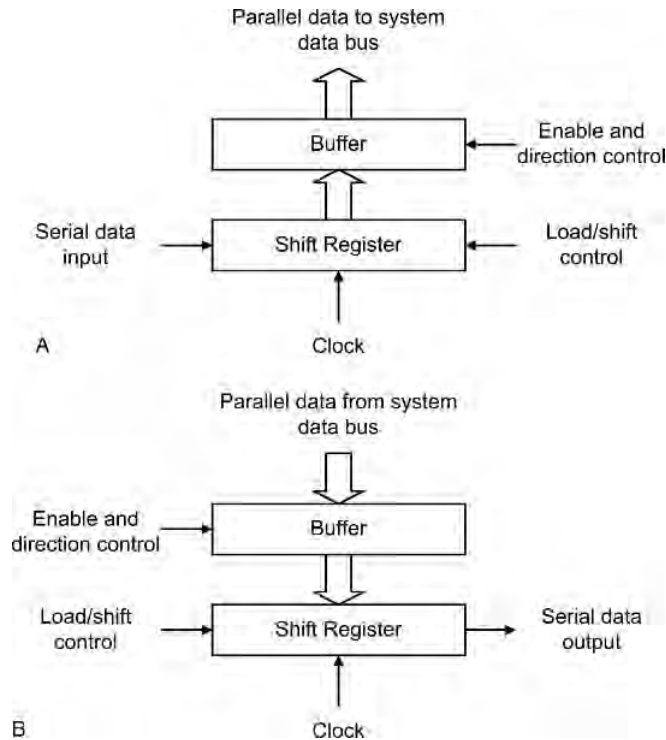 Parallel data to system
data bus
Buffer
Enable and
direction control
Serial data
input
Shift Register
Load/shift
control
Clock
A
Parallel data from system
data bus
Enable and
direction control
Buffer
Load/shift
control
Shift Register
Serial data
output
Clock
B